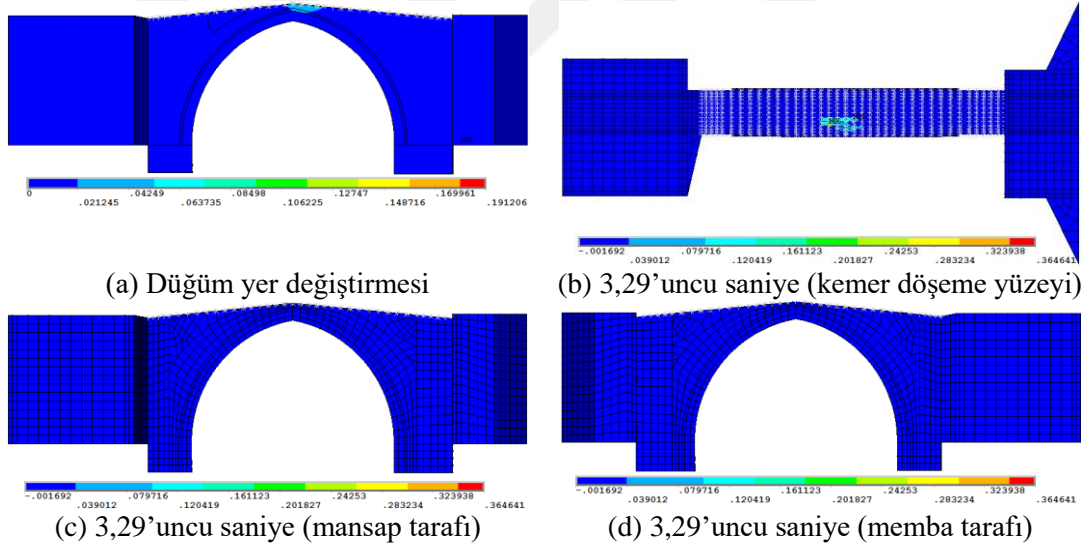 0 .04249 .08498 .12747 .169961
.021245 .063735 .106225 .148716 .191206
(a) Düğüm yer değiştirmesi
-.001692 .079716 .161123 .24253 .323938
.039012 .120419 .201827 .283234 .364641
(b) 3,29’uncu saniye (kemer döşeme yüzeyi)
-.001692 .079716 .161123 .24253 .323938
.039012 .120419 .201827 .283234 .364641
(c) 3,29’uncu saniye (mansap tarafı)
-.001692 .079716 .161123 .24253 .323938
.039012 .120419 .201827 .283234 .364641
(d) 3,29’uncu saniye (memba tarafı)